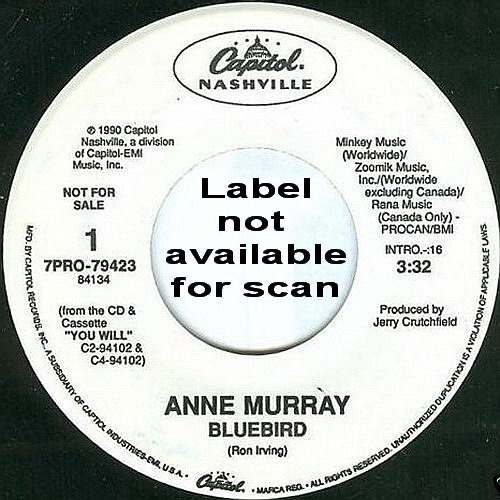 Capitol.
NASHVILLE
℗ 1990 Capitol
Nashville, a division
of Capitol-EMI
Music, Inc.
NOT FOR
SALE
1
7PRO-79423
84134
(from the CD &
Cassette
"YOU WILL"
C2-94102 &
C4-94102)
Minkey Music
(Worldwide)/
Zoomik Music,
Inc./(Worldwide
excluding Canada)/
Rana Music
(Canada Only) -
PROCAN/BMI
INTRO.-:16
3:32
Produced by
Jerry Crutchfield
Label
not
available
for scan
ANNE MURRAY
BLUEBIRD
(Ron Irving)
MFD. BY CAPITOL RECORDS, INC., A SUBSIDIARY OF CAPITOL INDUSTRIES-EMI, U.S.A. • Capitol. • MARCA REG. • ALL RIGHTS RESERVED. UNAUTHORIZED DUPLICATION IS A VIOLATION OF APPLICABLE LAWS.